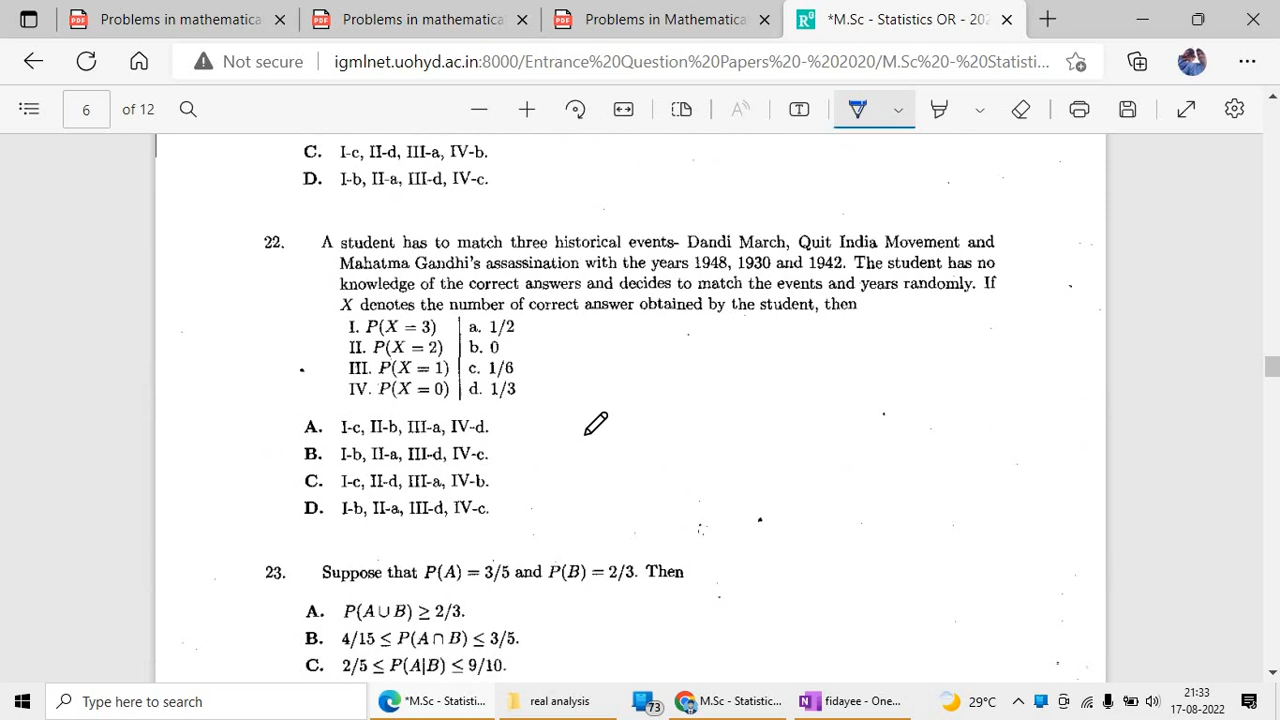 Problems in mathematica
Problems in mathematica
Problems in Mathematica
*M.Sc - Statistics OR - 202
Not secure
igmlnet.uohyd.ac.in:8000/Entrance%20Question%20Papers%20-%202020/M.Sc%20-%20Statisti...
6 of 12
C. I-c, II-d, III-a, IV-b.
D. I-b, II-a, III-d, IV-c.
22. A student has to match three historical events- Dandi March, Quit India Movement and
Mahatma Gandhi's assassination with the years 1948, 1930 and 1942. The student has no
knowledge of the correct answers and decides to match the events and years randomly. If
X denotes the number of correct answer obtained by the student, then
I. P(X = 3) | a. 1/2
II. P(X = 2) | b. 0
III. P(X = 1) | c. 1/6
IV. P(X = 0) | d. 1/3
A. I-c, II-b, III-a, IV-d.
B. I-b, II-a, III-d, IV-c.
C. I-c, II-d, III-a, IV-b.
D. I-b, II-a, III-d, IV-c.
23. Suppose that P(A) = 3/5 and P(B) = 2/3. Then
A. P(A ∪ B) ≥ 2/3.
B. 4/15 ≤ P(A ∩ B) ≤ 3/5.
C. 2/5 ≤ P(A|B) ≤ 9/10.
Type here to search
*M.Sc - Statisti...
real analysis
73
M.Sc - Statistic...
fidayee - One...
29°C
21:33
17-08-2022